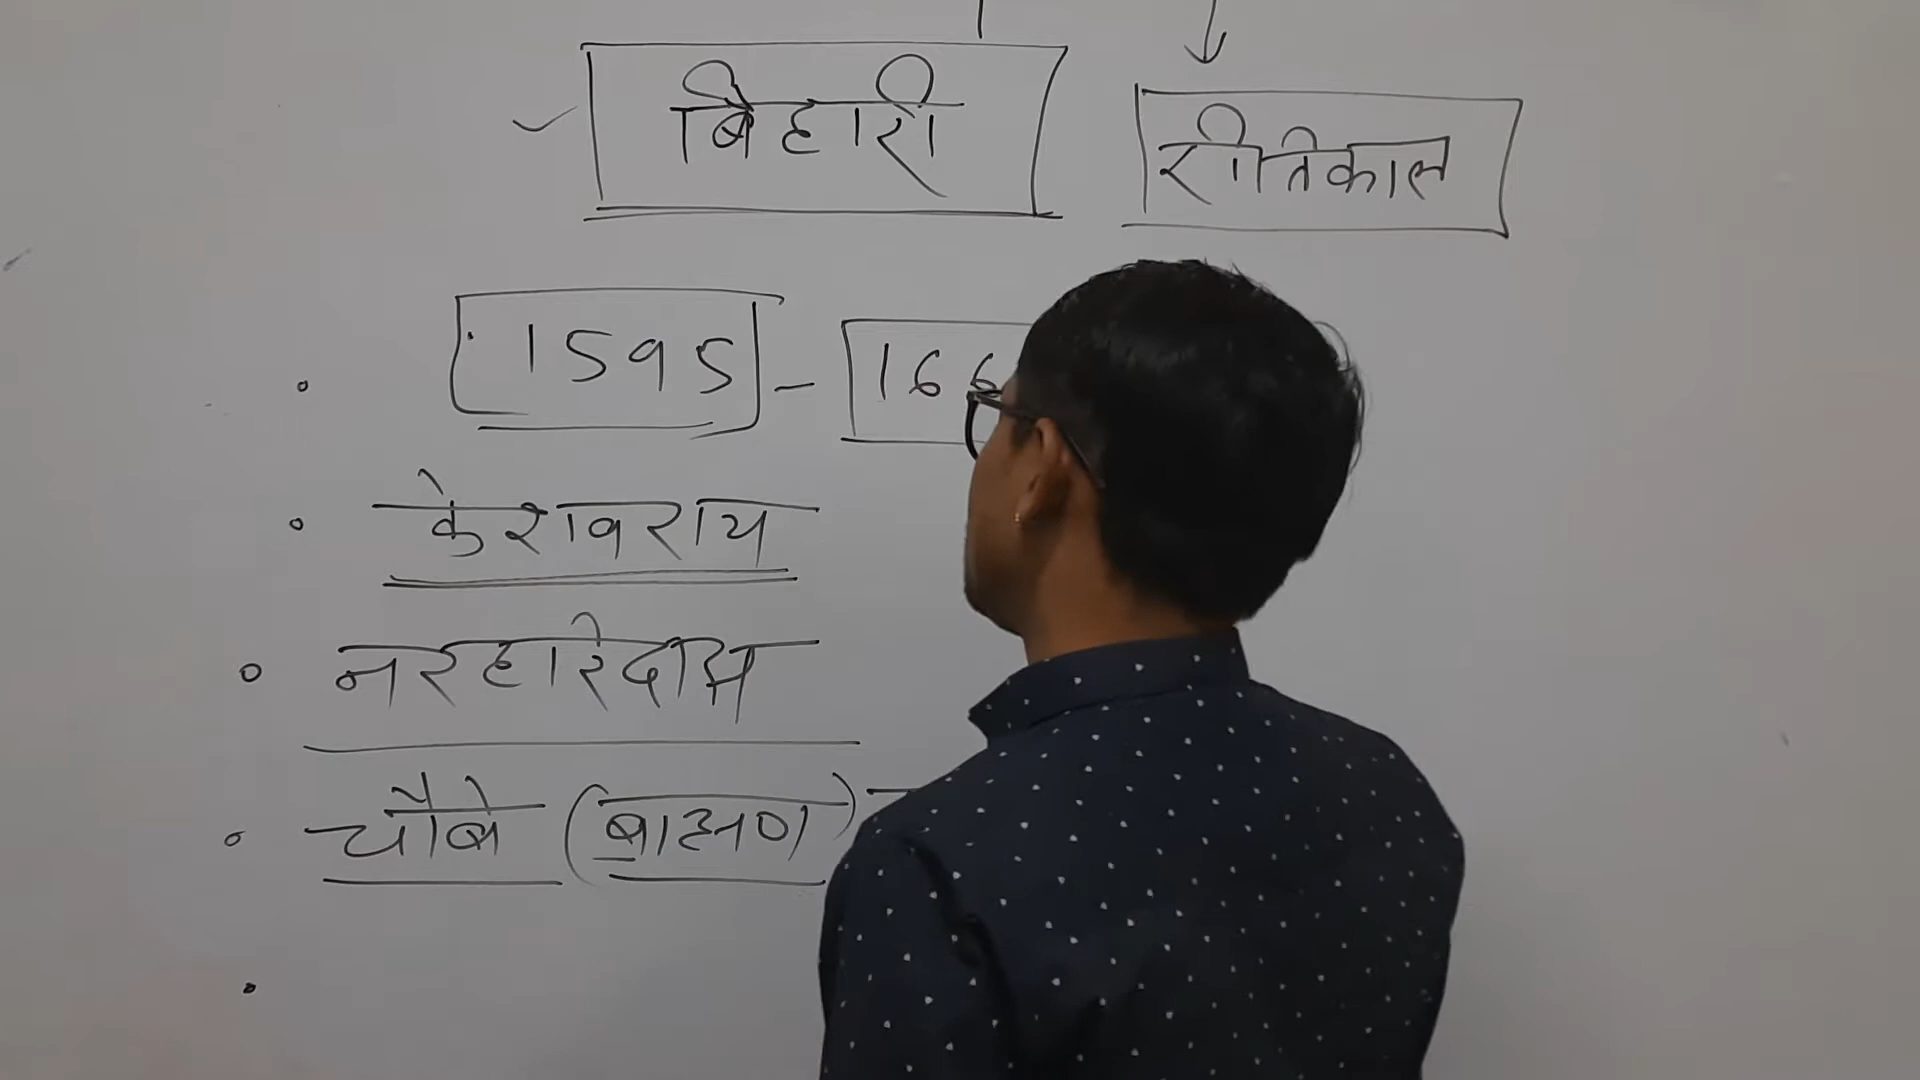 बिहारी
रीतिकाल
1595 - 166
केशवराय
नरहरिदास
चौबे (ब्राह्मण)